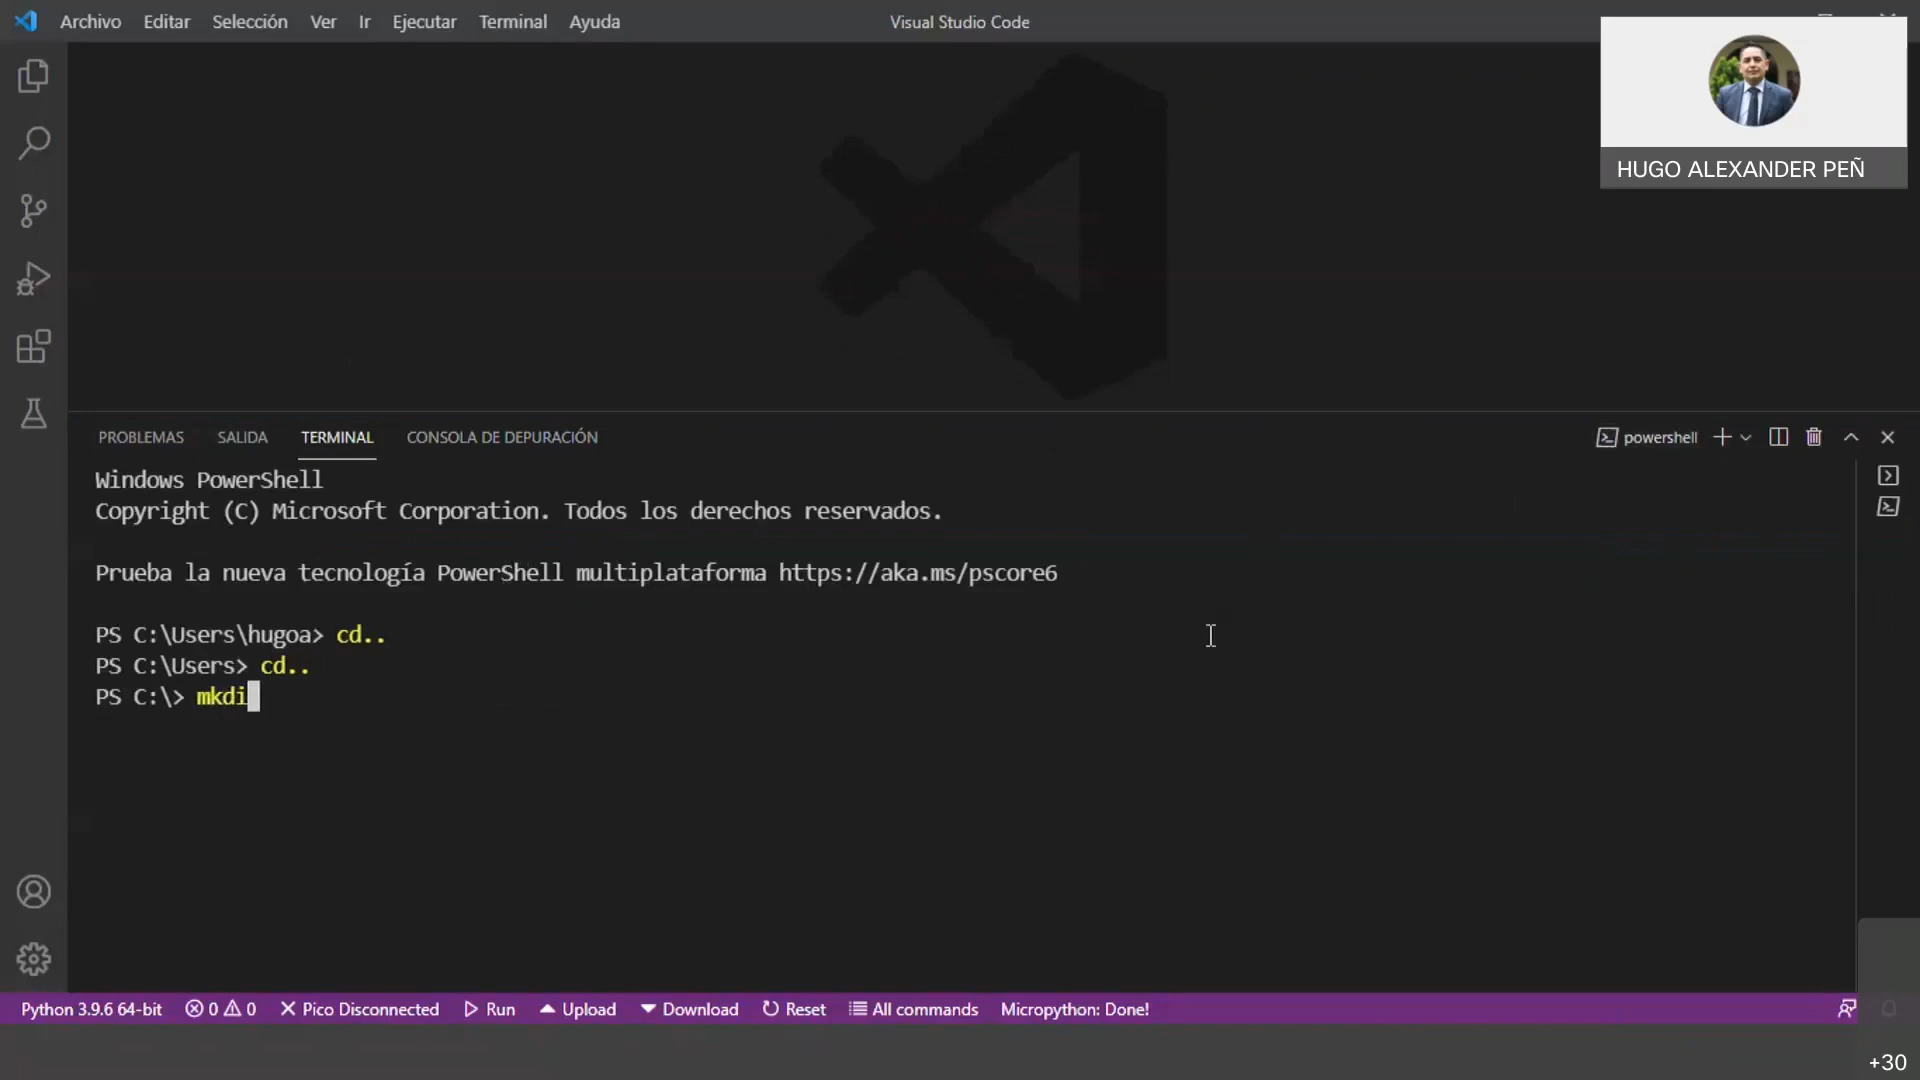 Archivo Editar Selección Ver Ir Ejecutar Terminal Ayuda
Visual Studio Code
HUGO ALEXANDER PEÑ
PROBLEMAS SALIDA TERMINAL CONSOLA DE DEPURACIÓN
powershell
Windows PowerShell
Copyright (C) Microsoft Corporation. Todos los derechos reservados.
Prueba la nueva tecnología PowerShell multiplataforma https://aka.ms/pscore6
PS C:\Users\hugoa> cd..
PS C:\Users> cd..
PS C:\> mkdi
Python 3.9.6 64-bit 0 0 Pico Disconnected Run Upload Download Reset All commands Micropython: Done!
+30